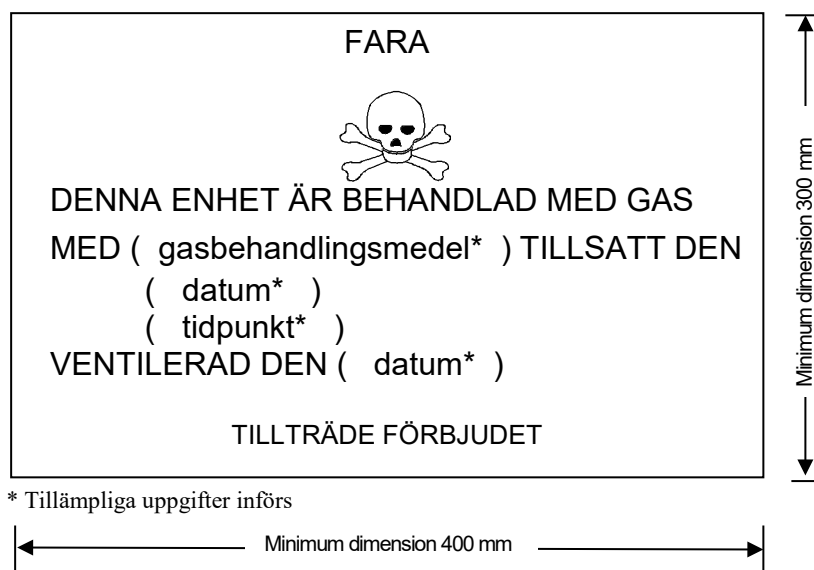 FARA
DENNA ENHET ÄR BEHANDLAD MED GAS
MED ( gasbehandlingsmedel* ) TILLSATT DEN
( datum* )
( tidpunkt* )
VENTILERAD DEN ( datum* )
TILLTRÄDE FÖRBJUDET
* Tillämpliga uppgifter införs
Minimum dimension 400 mm
Minimum dimension 300 mm